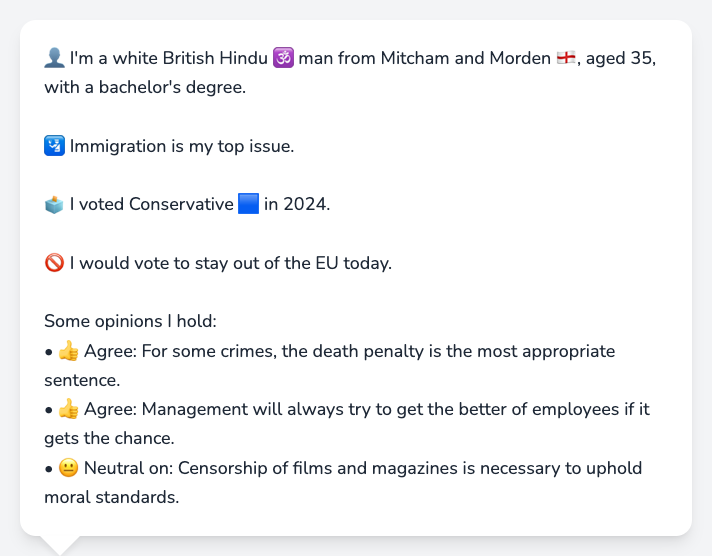 👤 I'm a white British Hindu 🕉️ man from Mitcham and Morden 🏴󠁧󠁢󠁥󠁮󠁧󠁿, aged 35,
with a bachelor's degree.
🛂 Immigration is my top issue.
🗳️ I voted Conservative 🟦 in 2024.
🚫 I would vote to stay out of the EU today.
Some opinions I hold:
• 👍 Agree: For some crimes, the death penalty is the most appropriate
sentence.
• 👍 Agree: Management will always try to get the better of employees if it
gets the chance.
• 😐 Neutral on: Censorship of films and magazines is necessary to uphold
moral standards.